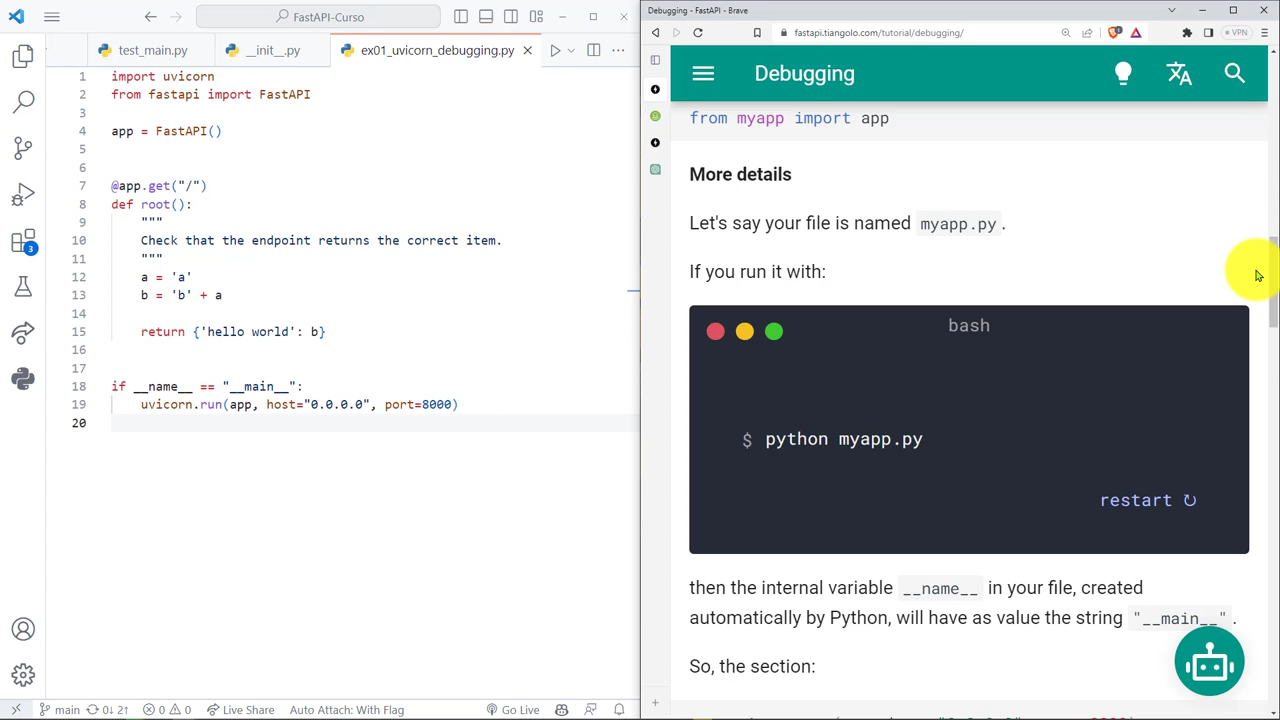 FastAPI-Curso
test_main.py
__init__.py
ex01_uvicorn_debugging.py
1 import uvicorn
2 from fastapi import FastAPI
3
4 app = FastAPI()
5
6
7 @app.get("/")
8 def root():
9 """
10 Check that the endpoint returns the correct item.
11 """
12 a = 'a'
13 b = 'b' + a
14
15 return {'hello world': b}
16
17
18 if __name__ == "__main__":
19 uvicorn.run(app, host="0.0.0.0", port=8000)
20
3
main 0↓ 2↑ 0 0 Live Share Auto Attach: With Flag Go Live
Debugging - FastAPI - Brave
fastapi.tiangolo.com/tutorial/debugging/
VPN
Debugging
from myapp import app
More details
Let's say your file is named myapp.py.
If you run it with:
bash
$ python myapp.py
restart ↻
then the internal variable __name__ in your file, created
automatically by Python, will have as value the string "__main__".
So, the section: